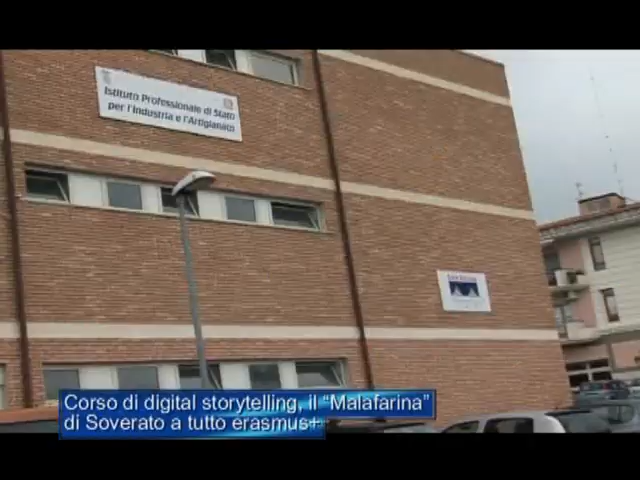 Istituto Professionale di Stato
per l'Industria e l'Artigianato
Corso di digital storytelling, il “Malafarina”
di Soverato a tutto erasmus+